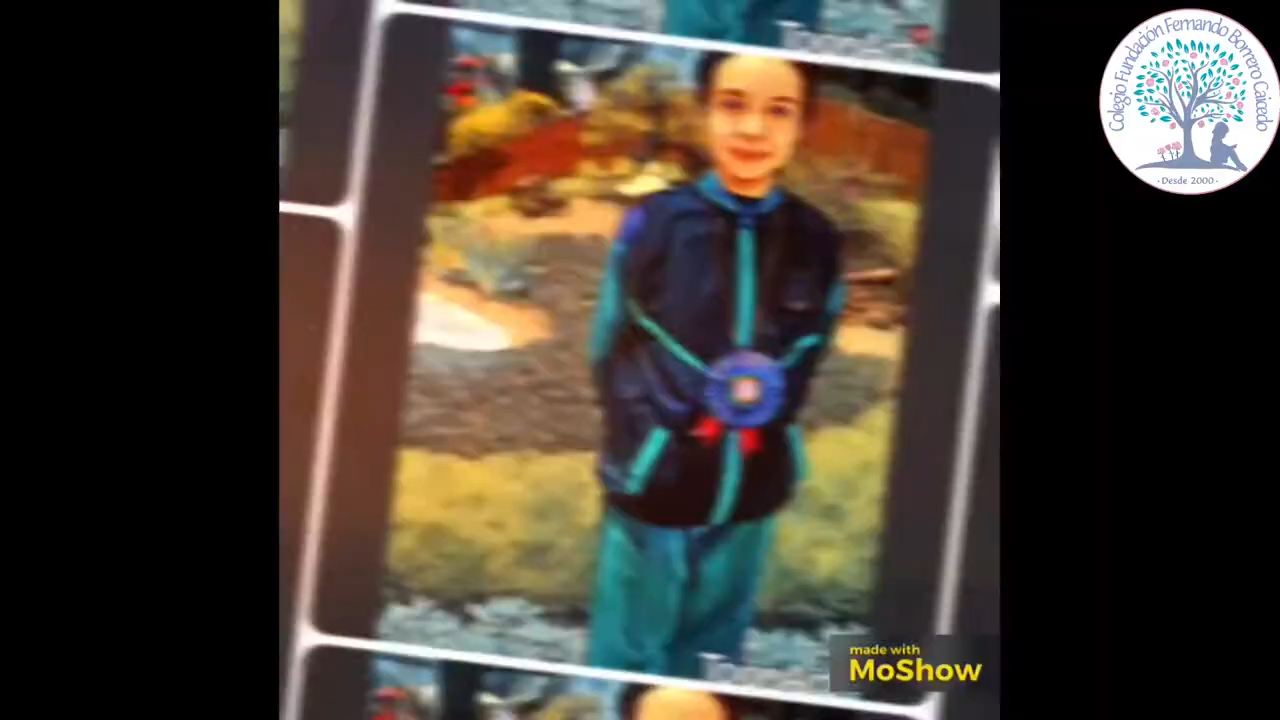 Colegio Fundación Fernando Borrero Caicedo
·Desde 2000·
made with
MoShow